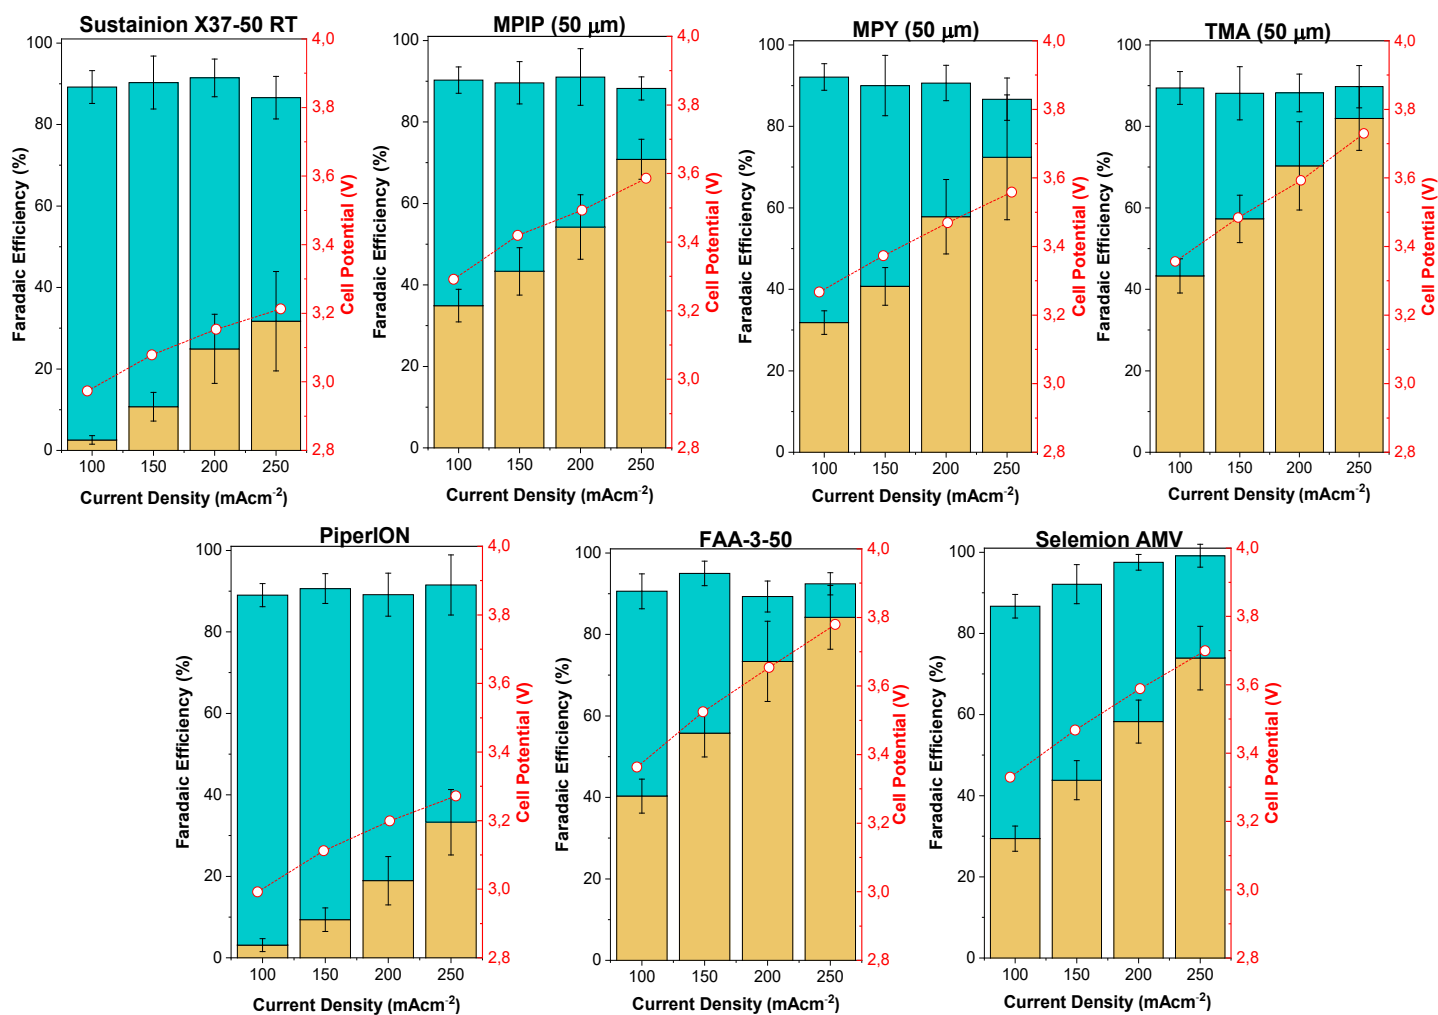 Sustainion X37-50 RT
100
80
60
40
20
0
Faradaic Efficiency (%)
4,0
3,8
3,6
3,4
3,2
3,0
2,8
Cell Potential (V)
100 150 200 250
Current Density (mAcm⁻²)
MPIP (50 μm)
100
80
60
40
20
0
Faradaic Efficiency (%)
4,0
3,8
3,6
3,4
3,2
3,0
2,8
Cell Potential (V)
100 150 200 250
Current Density (mAcm⁻²)
MPY (50 μm)
100
80
60
40
20
0
Faradaic Efficiency (%)
4,0
3,8
3,6
3,4
3,2
3,0
2,8
Cell Potential (V)
100 150 200 250
Current Density (mAcm⁻²)
TMA (50 μm)
100
80
60
40
20
0
Faradaic Efficiency (%)
4,0
3,8
3,6
3,4
3,2
3,0
2,8
Cell Potential (V)
100 150 200 250
Current Density (mAcm⁻²)
PiperION
100
80
60
40
20
0
Faradaic Efficiency (%)
4,0
3,8
3,6
3,4
3,2
3,0
2,8
Cell Potential (V)
100 150 200 250
Current Density (mAcm⁻²)
FAA-3-50
100
80
60
40
20
0
Faradaic Efficiency (%)
4,0
3,8
3,6
3,4
3,2
3,0
2,8
Cell Potential (V)
100 150 200 250
Current Density (mAcm⁻²)
Selemion AMV
100
80
60
40
20
0
Faradaic Efficiency (%)
4,0
3,8
3,6
3,4
3,2
3,0
2,8
Cell Potential (V)
100 150 200 250
Current Density (mAcm⁻²)